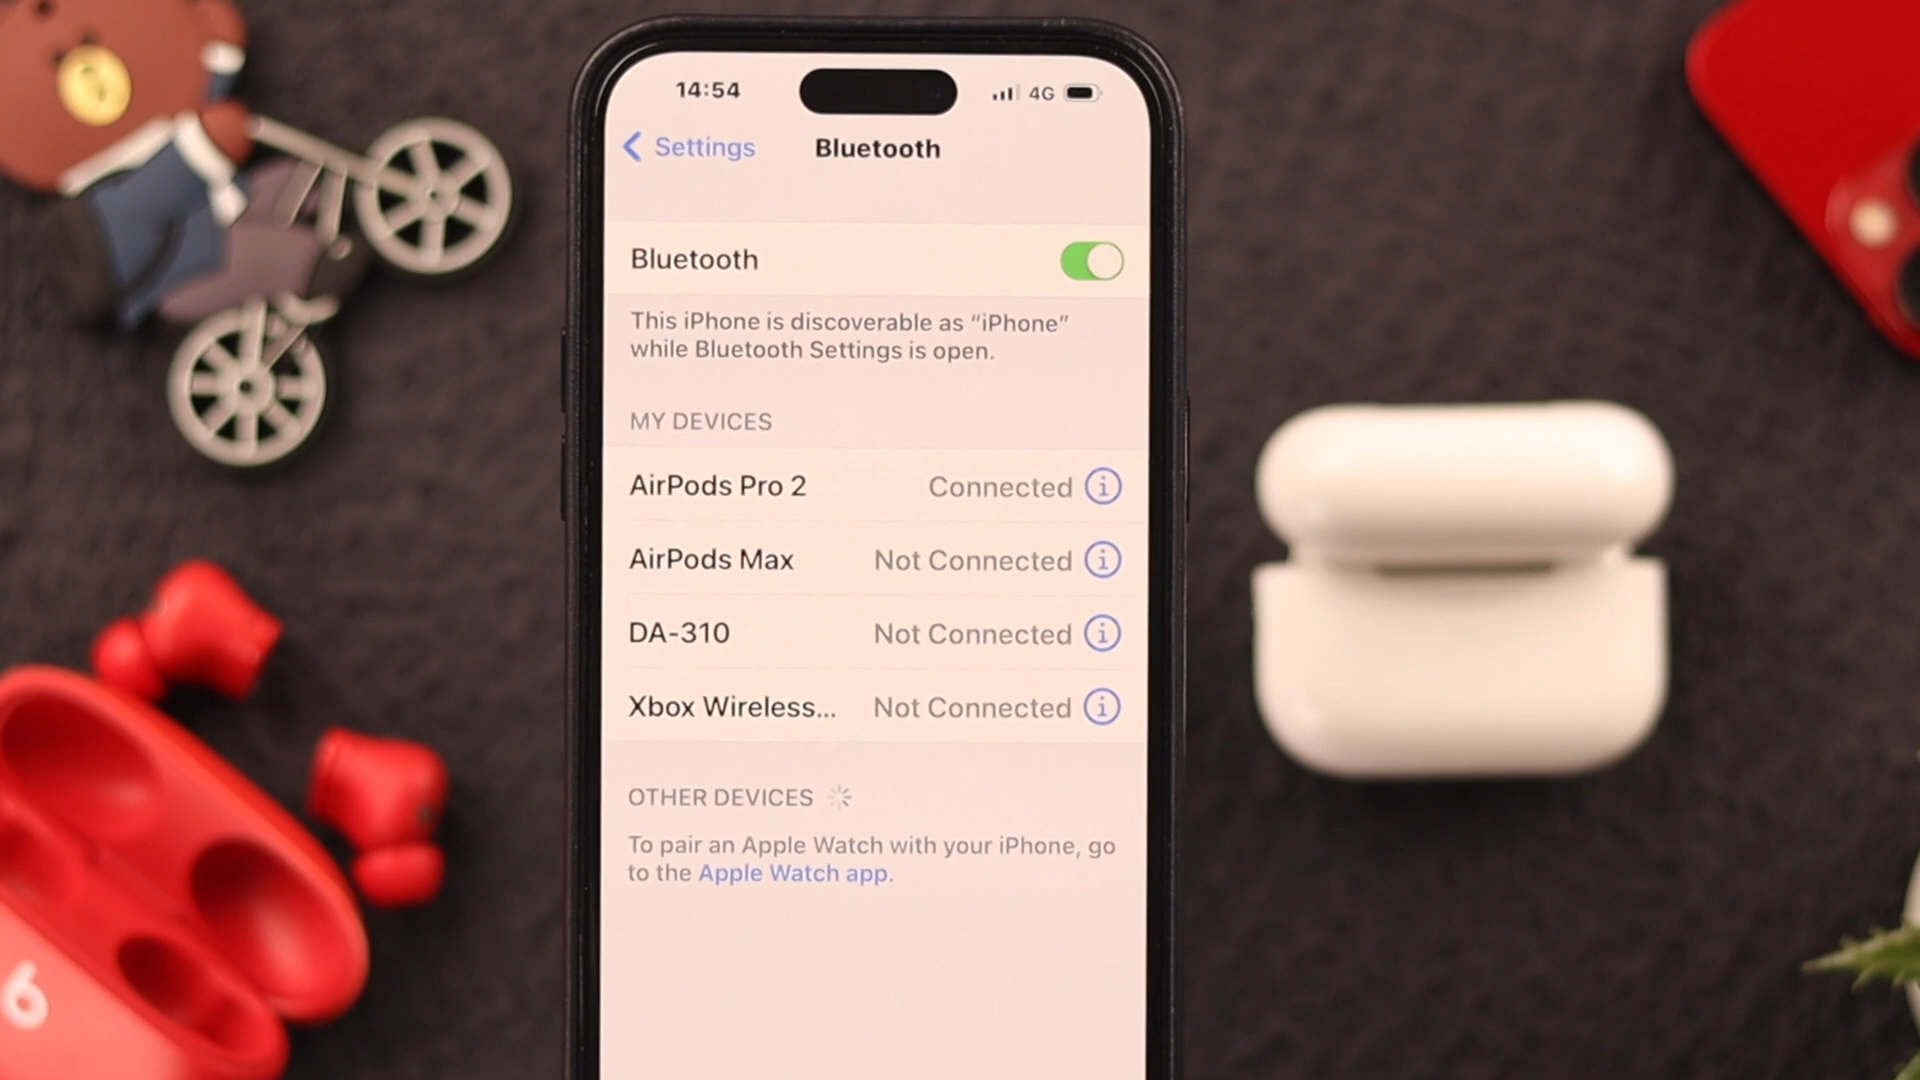 14:54 4G
Settings Bluetooth
Bluetooth
This iPhone is discoverable as “iPhone”
while Bluetooth Settings is open.
MY DEVICES
AirPods Pro 2 Connected
AirPods Max Not Connected
DA-310 Not Connected
Xbox Wireless... Not Connected
OTHER DEVICES
To pair an Apple Watch with your iPhone, go
to the Apple Watch app.